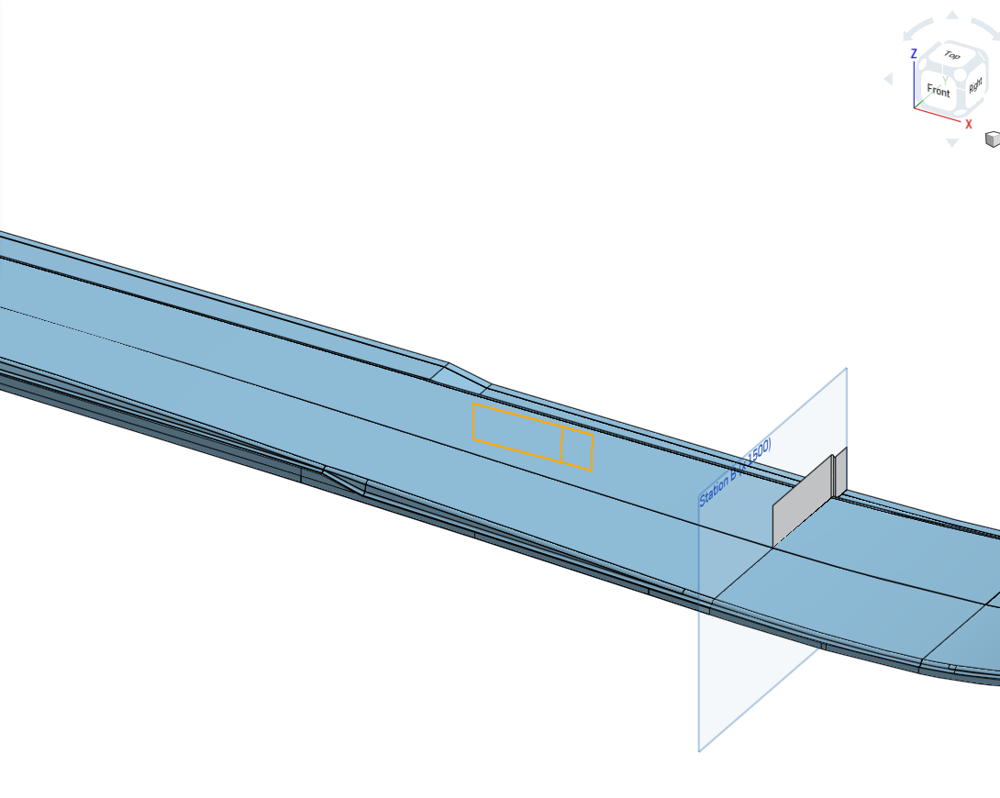 Z
Top
Y
Front
Right
X
Station B (x 1500)